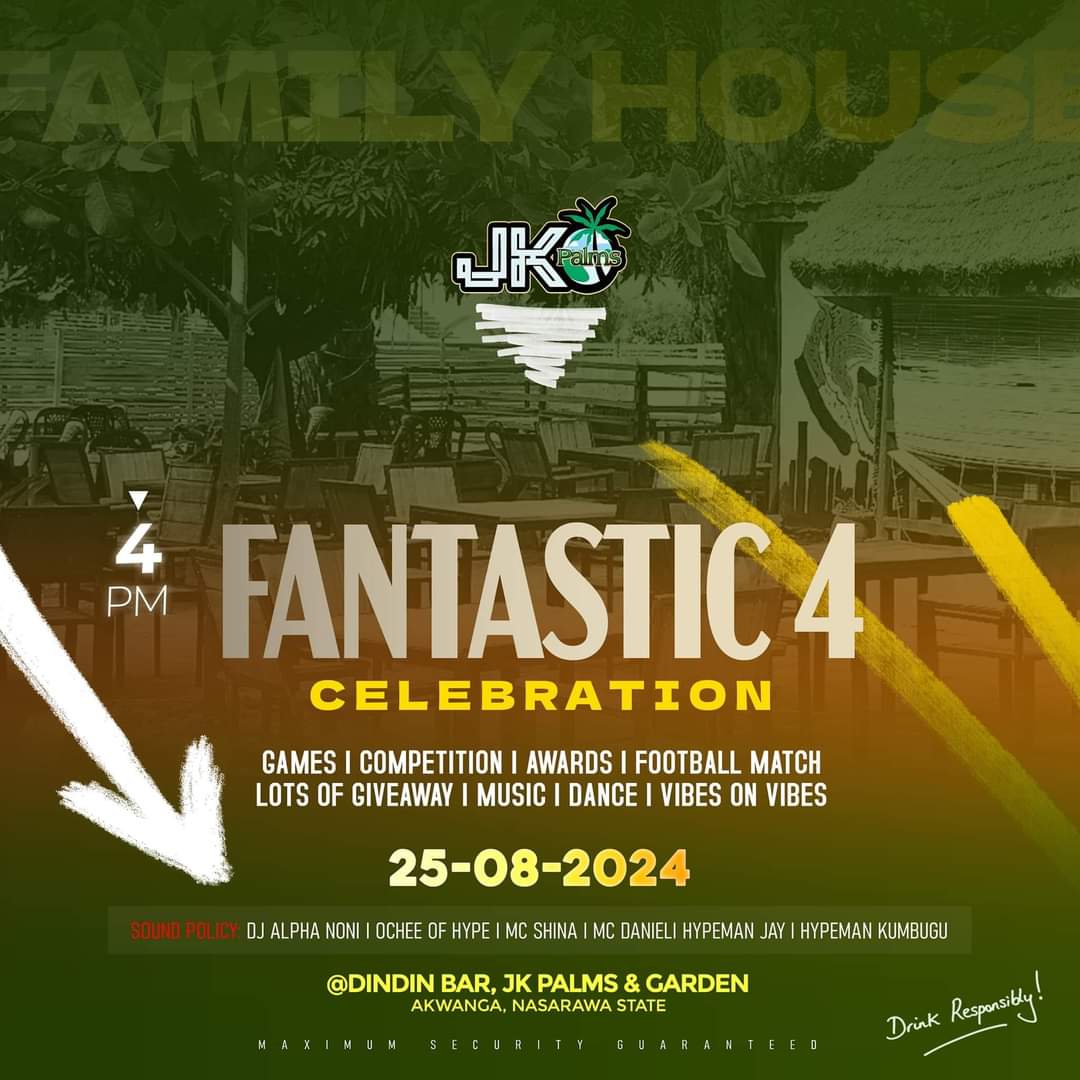 FAMILY HOUSE
JK Palms
4
PM
FANTASTIC 4
CELEBRATION
GAMES I COMPETITION I AWARDS I FOOTBALL MATCH
LOTS OF GIVEAWAY I MUSIC I DANCE I VIBES ON VIBES
25-08-2024
SOUND POLICY: DJ ALPHA NONI I OCHEE OF HYPE I MC SHINA I MC DANIELI HYPEMAN JAY I HYPEMAN KUMBUGU
@DINDIN BAR, JK PALMS & GARDEN
AKWANGA, NASARAWA STATE
Drink Responsibly!
MAXIMUM SECURITY GUARANTEED